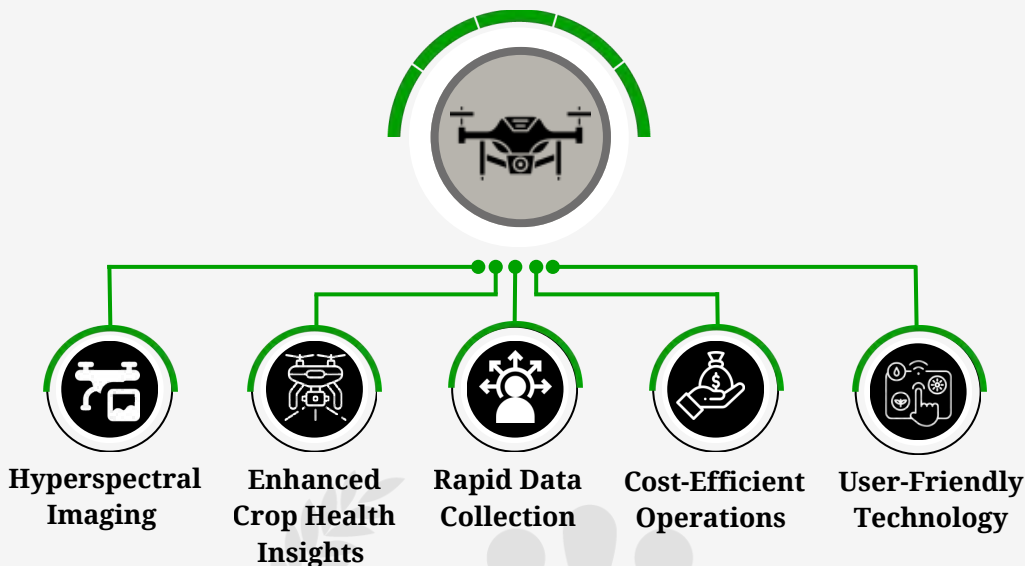 Hyperspectral
Imaging
Enhanced
Crop Health
Insights
Rapid Data
Collection
$
Cost-Efficient
Operations
User-Friendly
Technology